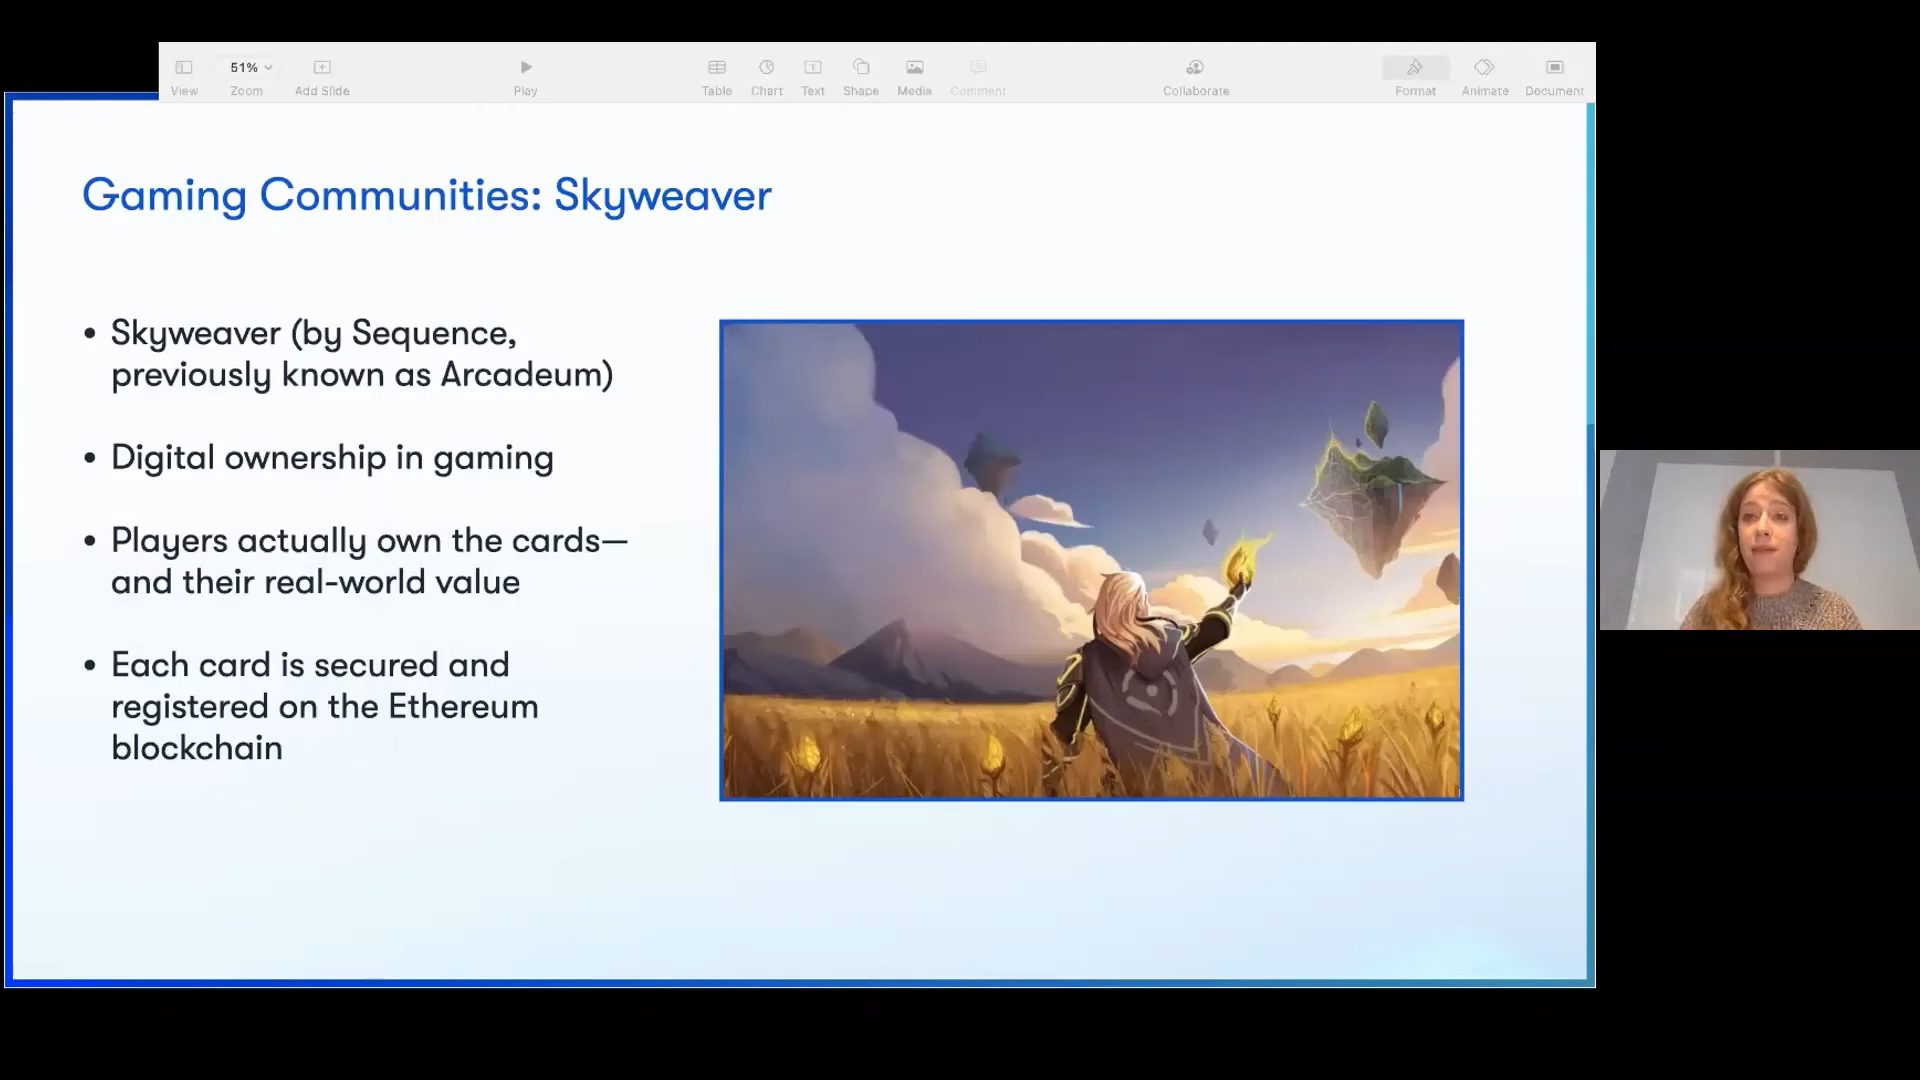 51%
View
Zoom
Add Slide
Play
Table
Chart
Text
Shape
Media
Comment
Collaborate
Format
Animate
Document
Gaming Communities: Skyweaver
• Skyweaver (by Sequence,
previously known as Arcadeum)
• Digital ownership in gaming
• Players actually own the cards—
and their real-world value
• Each card is secured and
registered on the Ethereum
blockchain